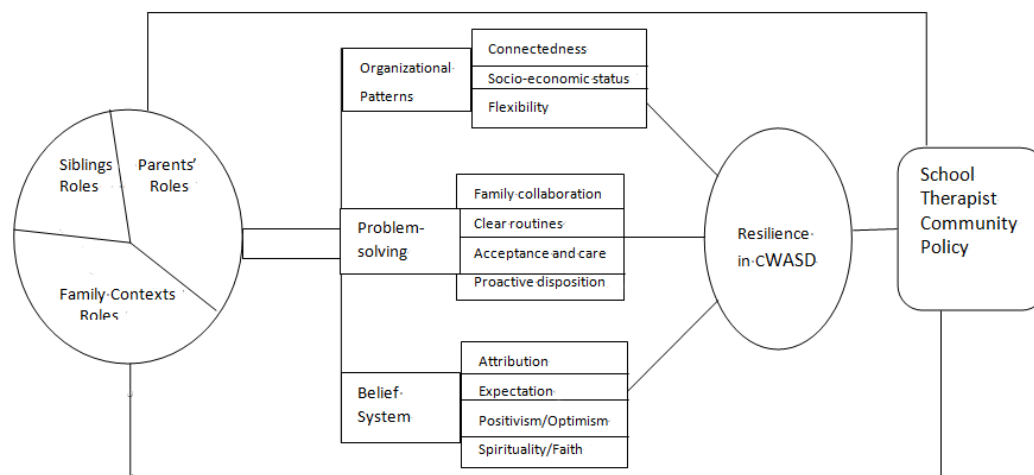 Siblings
Roles
Parents'
Roles
Family Contexts
Roles
Organizational
Patterns
Connectedness
Socio-economic status
Flexibility
Problem-
solving
Family collaboration
Clear routines
Acceptance and care
Proactive disposition
Belief
System
Attribution
Expectation
Positivism/Optimism
Spirituality/Faith
Resilience
in CWASD
School
Therapist
Community
Policy